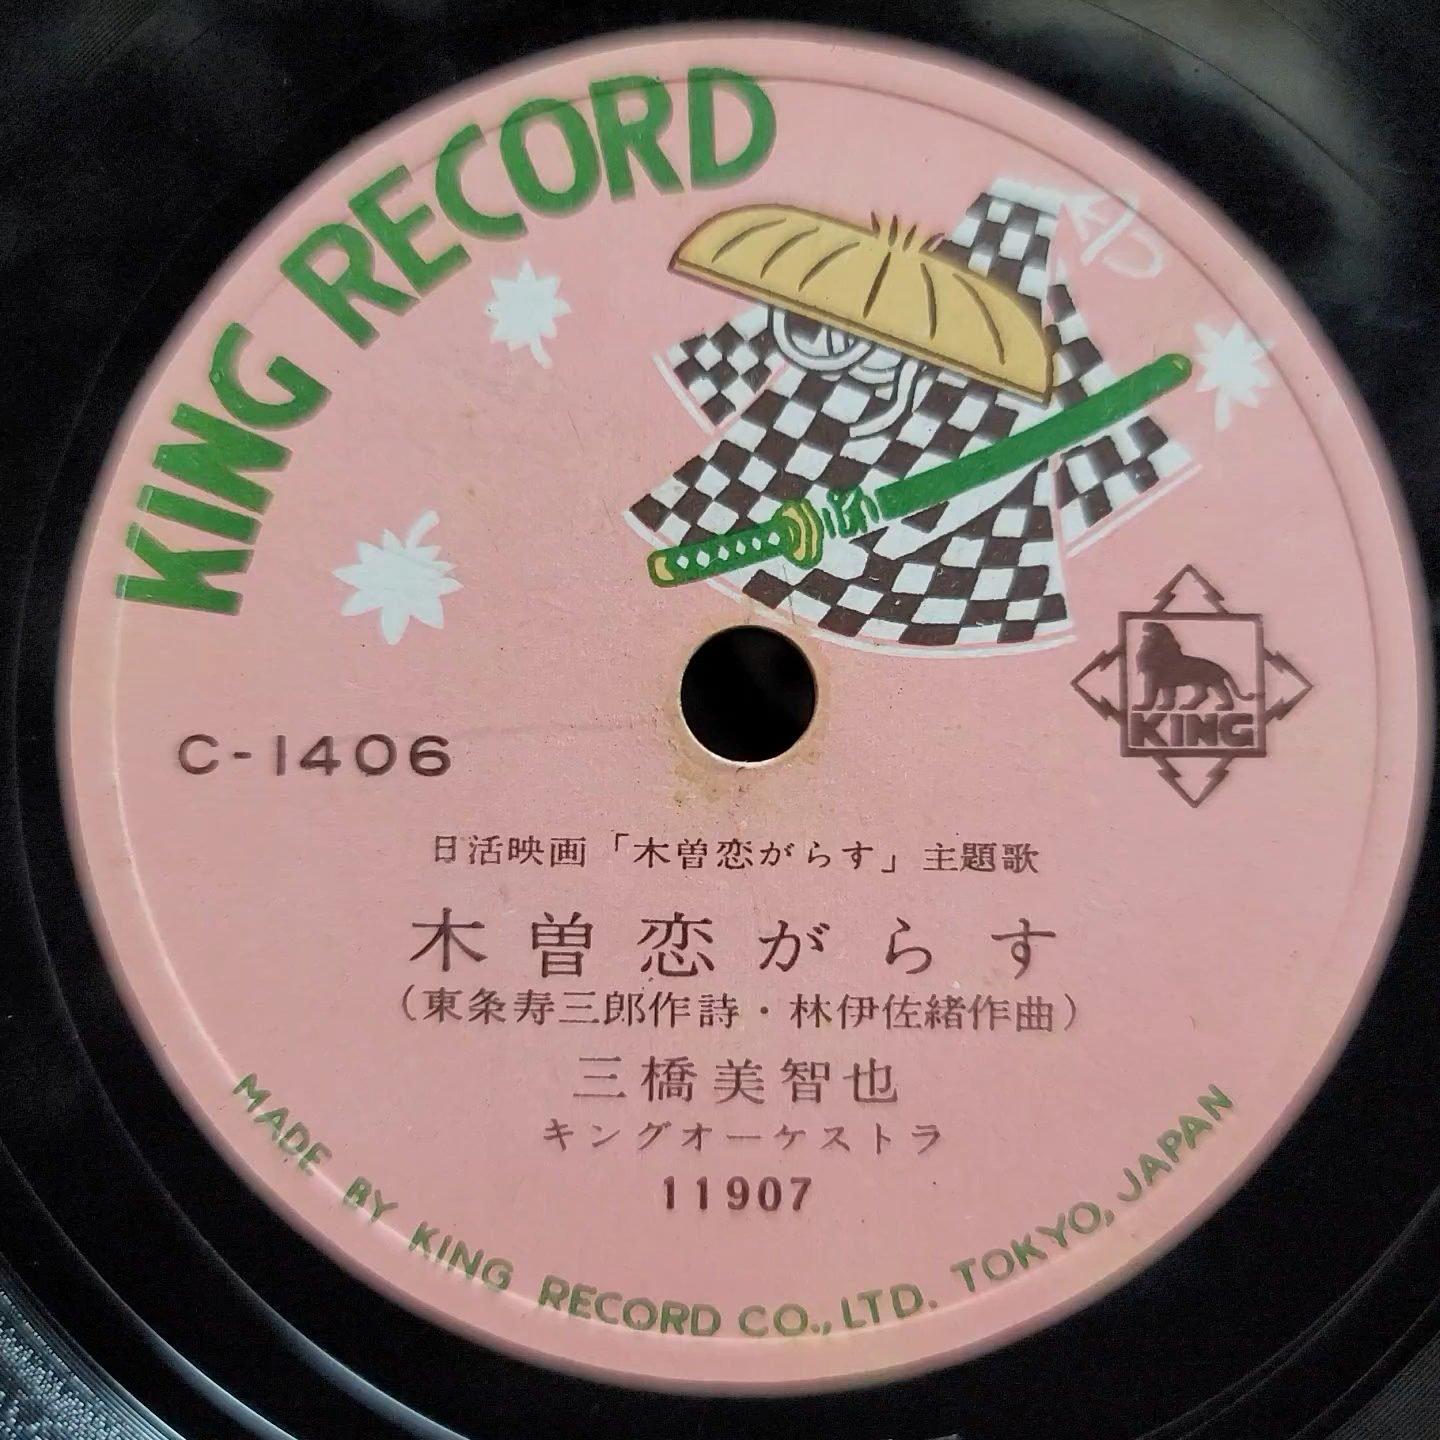 KING RECORD
KING
C-1406
日活映画「木曽恋がらす」主題歌
木曽恋がらす
（東条寿三郎作詩・林伊佐緒作曲）
三橋美智也
キングオーケストラ
11907
MADE BY KING RECORD CO., LTD. TOKYO, JAPAN